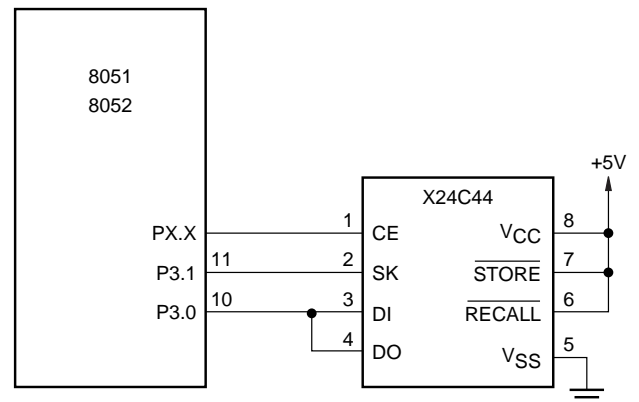 8051
8052
+5V
X24C44
PX.X 1 CE VCC 8
P3.1 11 2 SK STORE 7
P3.0 10 3 DI RECALL 6
4 DO VSS 5